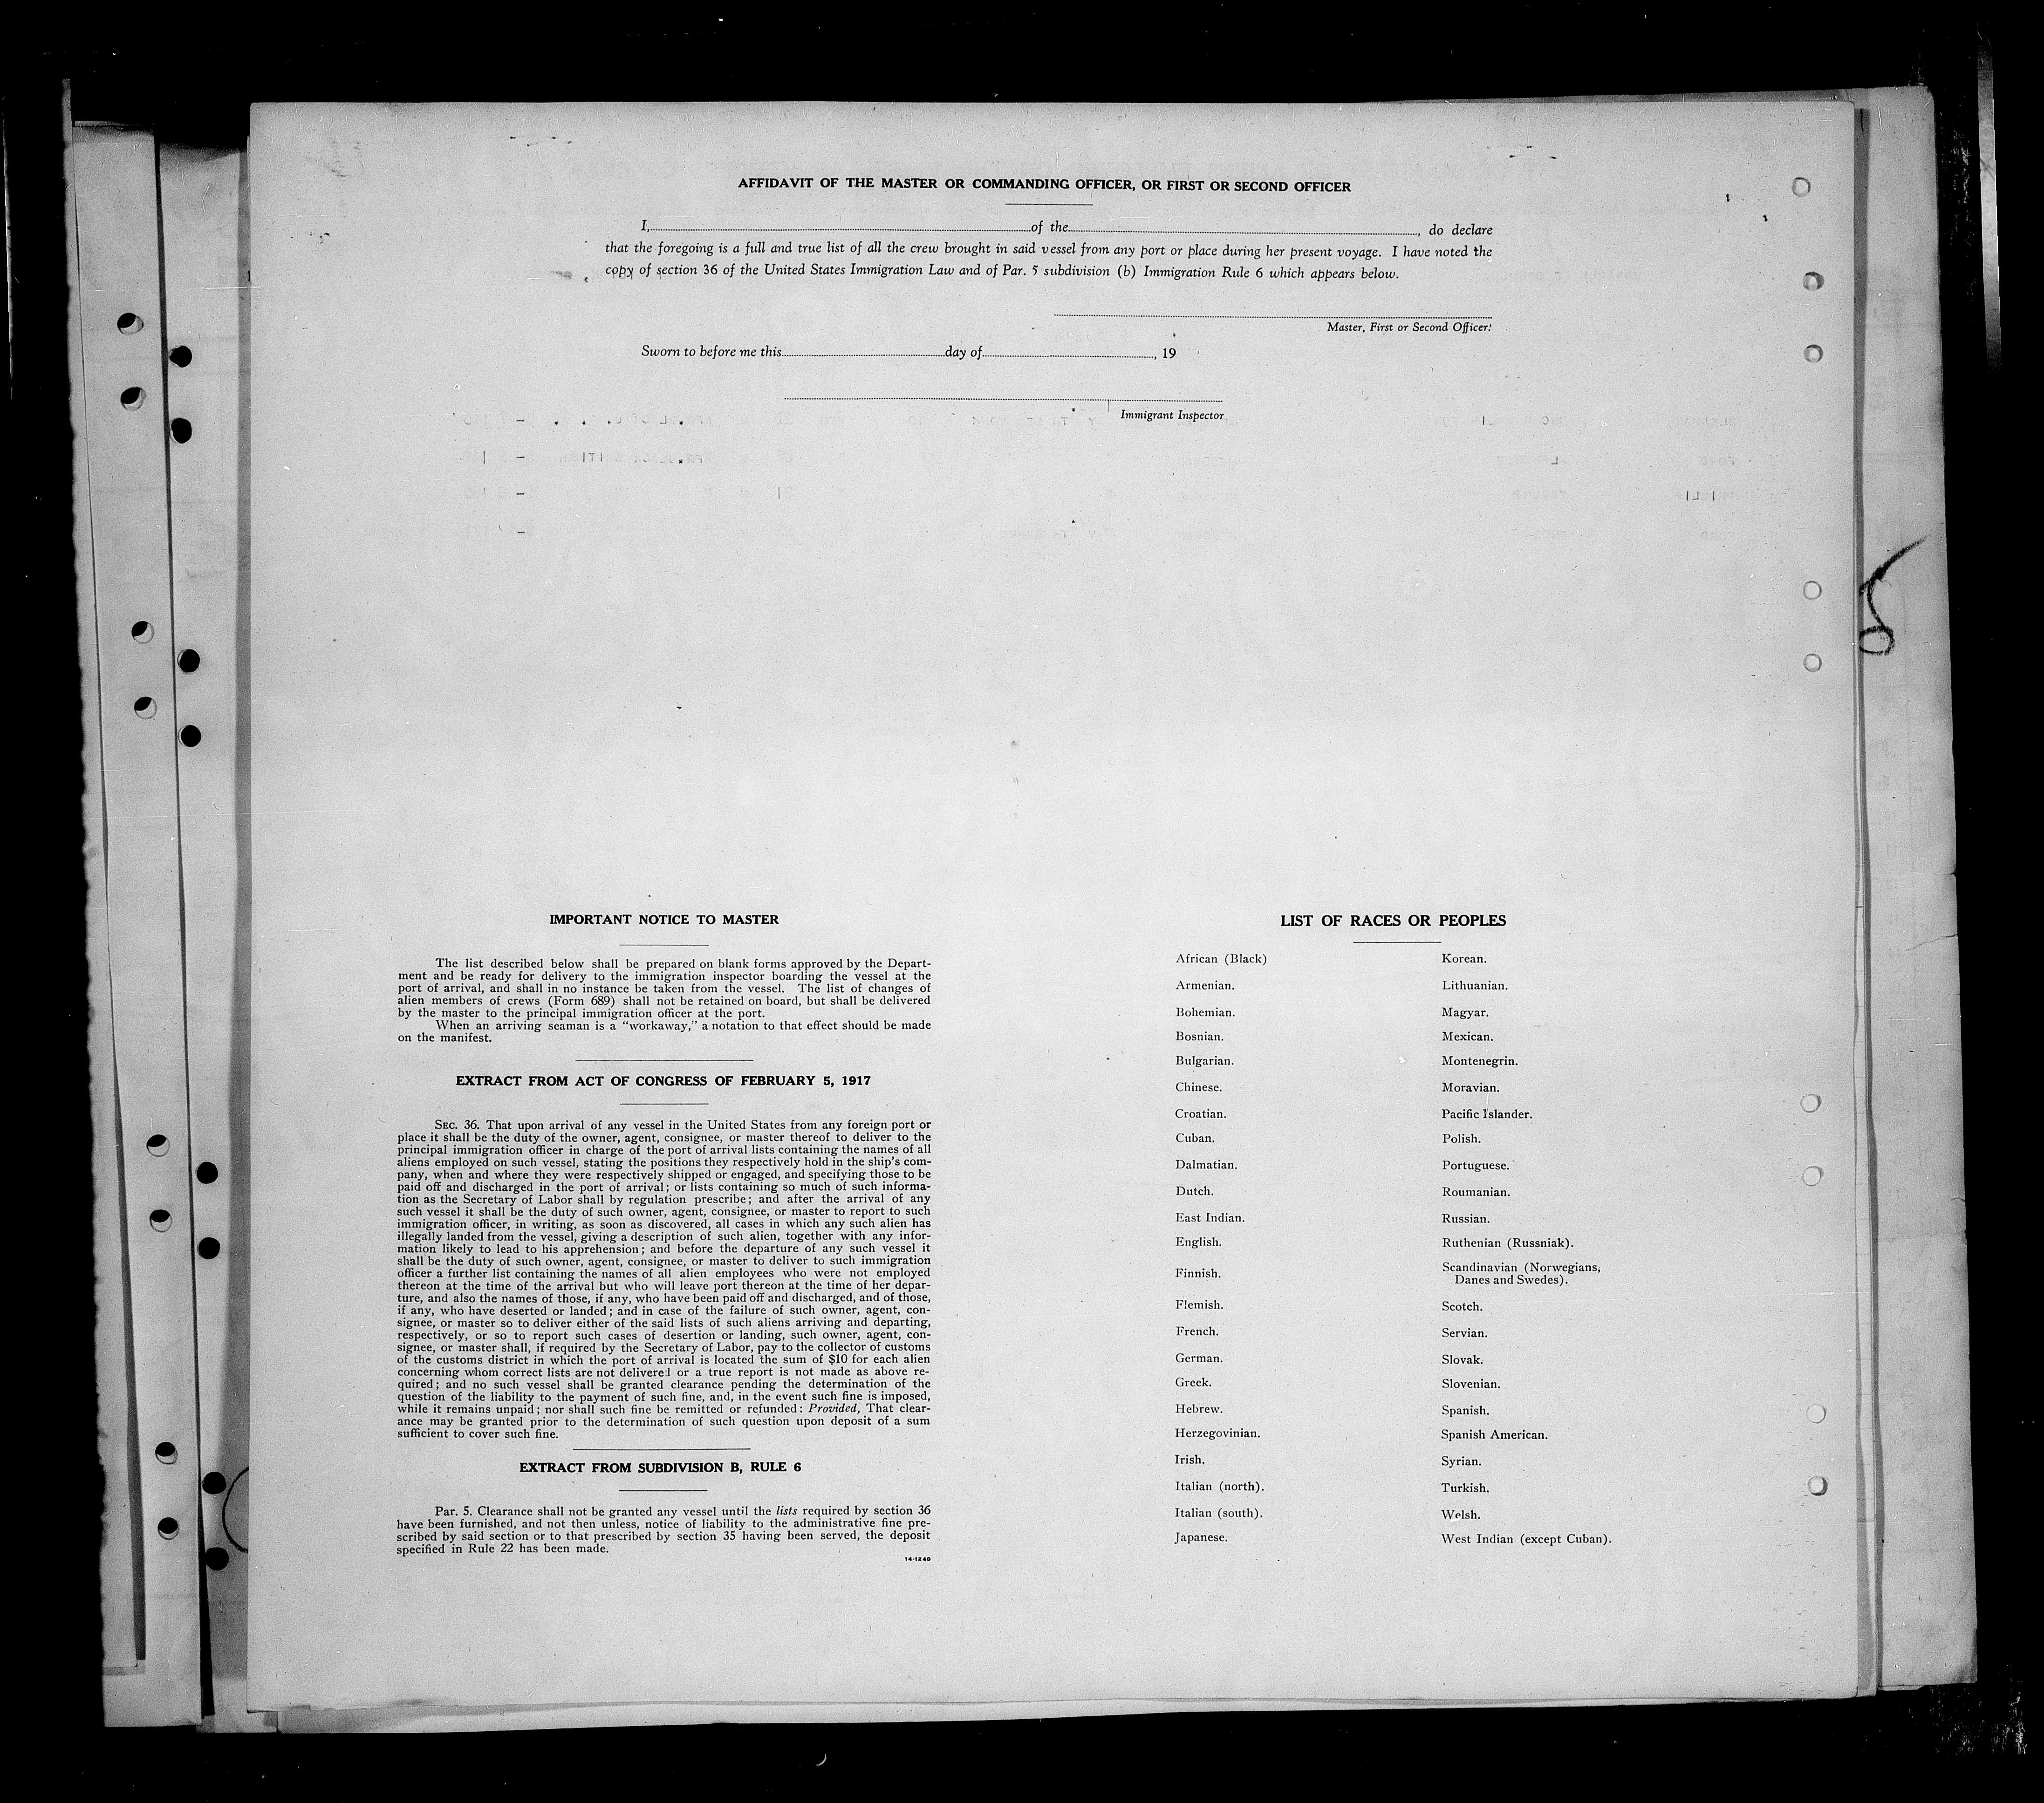 AFFIDAVIT OF THE MASTER OR COMMANDING OFFICER, OR FIRST OR SECOND OFFICER
I, of the , do declare
that the foregoing is a full and true list of all the crew brought in said vessel from any port or place during her present voyage. I have noted the
copy of section 36 of the United States Immigration Law and of Par. 5 subdivision (b) Immigration Rule 6 which appears below.
Master, First or Second Officer.
Sworn to before me this day of , 19
Immigrant Inspector
IMPORTANT NOTICE TO MASTER
The list described below shall be prepared on blank forms approved by the Depart-
ment and be ready for delivery to the immigration inspector boarding the vessel at the
port of arrival, and shall in no instance be taken from the vessel. The list of changes of
alien members of crews (Form 689) shall not be retained on board, but shall be delivered
by the master to the principal immigration officer at the port.
When an arriving seaman is a "workaway," a notation to that effect should be made
on the manifest.
EXTRACT FROM ACT OF CONGRESS OF FEBRUARY 5, 1917
SEC. 36. That upon arrival of any vessel in the United States from any foreign port or
place it shall be the duty of the owner, agent, consignee, or master thereof to deliver to the
principal immigration officer in charge of the port of arrival lists containing the names of all
aliens employed on such vessel, stating the positions they respectively hold in the ship's com-
pany, when and where they were respectively shipped or engaged, and specifying those to be
paid off and discharged in the port of arrival; or lists containing so much of such informa-
tion as the Secretary of Labor shall by regulation prescribe; and after the arrival of any
such vessel it shall be the duty of such owner, agent, consignee, or master to report to such
immigration officer, in writing, as soon as discovered, all cases in which any such alien has
illegally landed from the vessel, giving a description of such alien, together with any infor-
mation likely to lead to his apprehension; and before the departure of any such vessel it
shall be the duty of such owner, agent, consignee, or master to deliver to such immigration
officer a further list containing the names of all alien employees who were not employed
thereon at the time of the arrival but who will leave port thereon at the time of her depar-
ture, and also the names of those, if any, who have been paid off and discharged, and of those,
if any, who have deserted or landed; and in case of the failure of such owner, agent, con-
signee, or master so to deliver either of the said lists of such aliens arriving and departing,
respectively, or so to report such cases of desertion or landing, such owner, agent, con-
signee, or master shall, if required by the Secretary of Labor, pay to the collector of customs
of the customs district in which the port of arrival is located the sum of $10 for each alien
concerning whom correct lists are not delivered or a true report is not made as above re-
quired; and no such vessel shall be granted clearance pending the determination of the
question of the liability to the payment of such fine, and, in the event such fine is imposed,
while it remains unpaid; nor shall such fine be remitted or refunded: Provided, That clear-
ance may be granted prior to the determination of such question upon deposit of a sum
sufficient to cover such fine.
EXTRACT FROM SUBDIVISION B, RULE 6
Par. 5. Clearance shall not be granted any vessel until the lists required by section 36
have been furnished, and not then unless, notice of liability to the administrative fine pre-
scribed by said section or to that prescribed by section 35 having been served, the deposit
specified in Rule 22 has been made.
14-1240
LIST OF RACES OR PEOPLES
African (Black)
Armenian.
Bohemian.
Bosnian.
Bulgarian.
Chinese.
Croatian.
Cuban.
Dalmatian.
Dutch.
East Indian.
English.
Finnish.
Flemish.
French.
German.
Greek.
Hebrew.
Herzegovinian.
Irish.
Italian (north).
Italian (south).
Japanese.
Korean.
Lithuanian.
Magyar.
Mexican.
Montenegrin.
Moravian.
Pacific Islander.
Polish.
Portuguese.
Roumanian.
Russian.
Ruthenian (Russniak).
Scandinavian (Norwegians,
Danes and Swedes).
Scotch.
Servian.
Slovak.
Slovenian.
Spanish.
Spanish American.
Syrian.
Turkish.
Welsh.
West Indian (except Cuban).